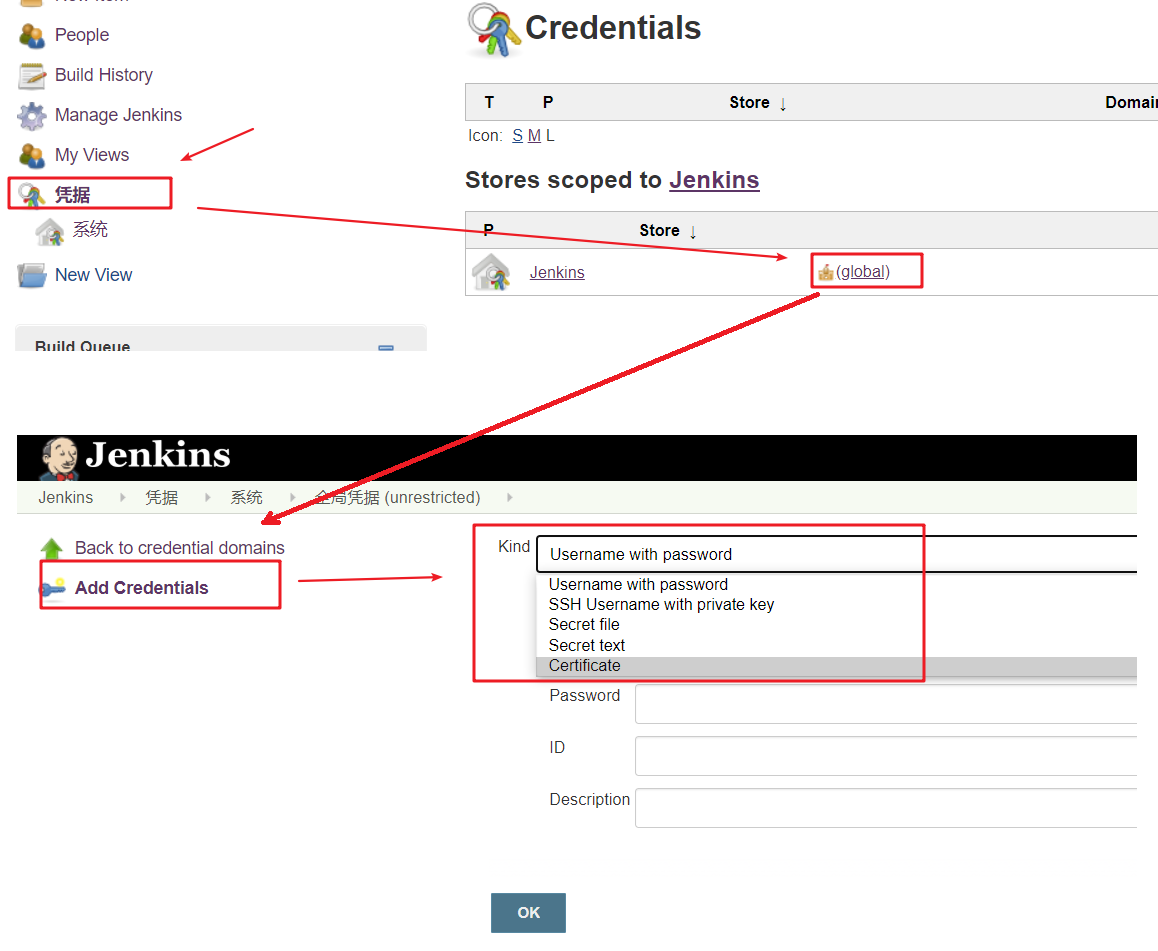 New Item
People
Build History
Manage Jenkins
My Views
凭据
系统
New View
Build Queue
Credentials
T P Store ↓ Domain
Icon: S M L
Stores scoped to Jenkins
P Store ↓
Jenkins (global)
Jenkins
Jenkins 凭据 系统 全局凭据 (unrestricted)
Back to credential domains
Add Credentials
Kind Username with password
Username with password
SSH Username with private key
Secret file
Secret text
Certificate
Password
ID
Description
OK